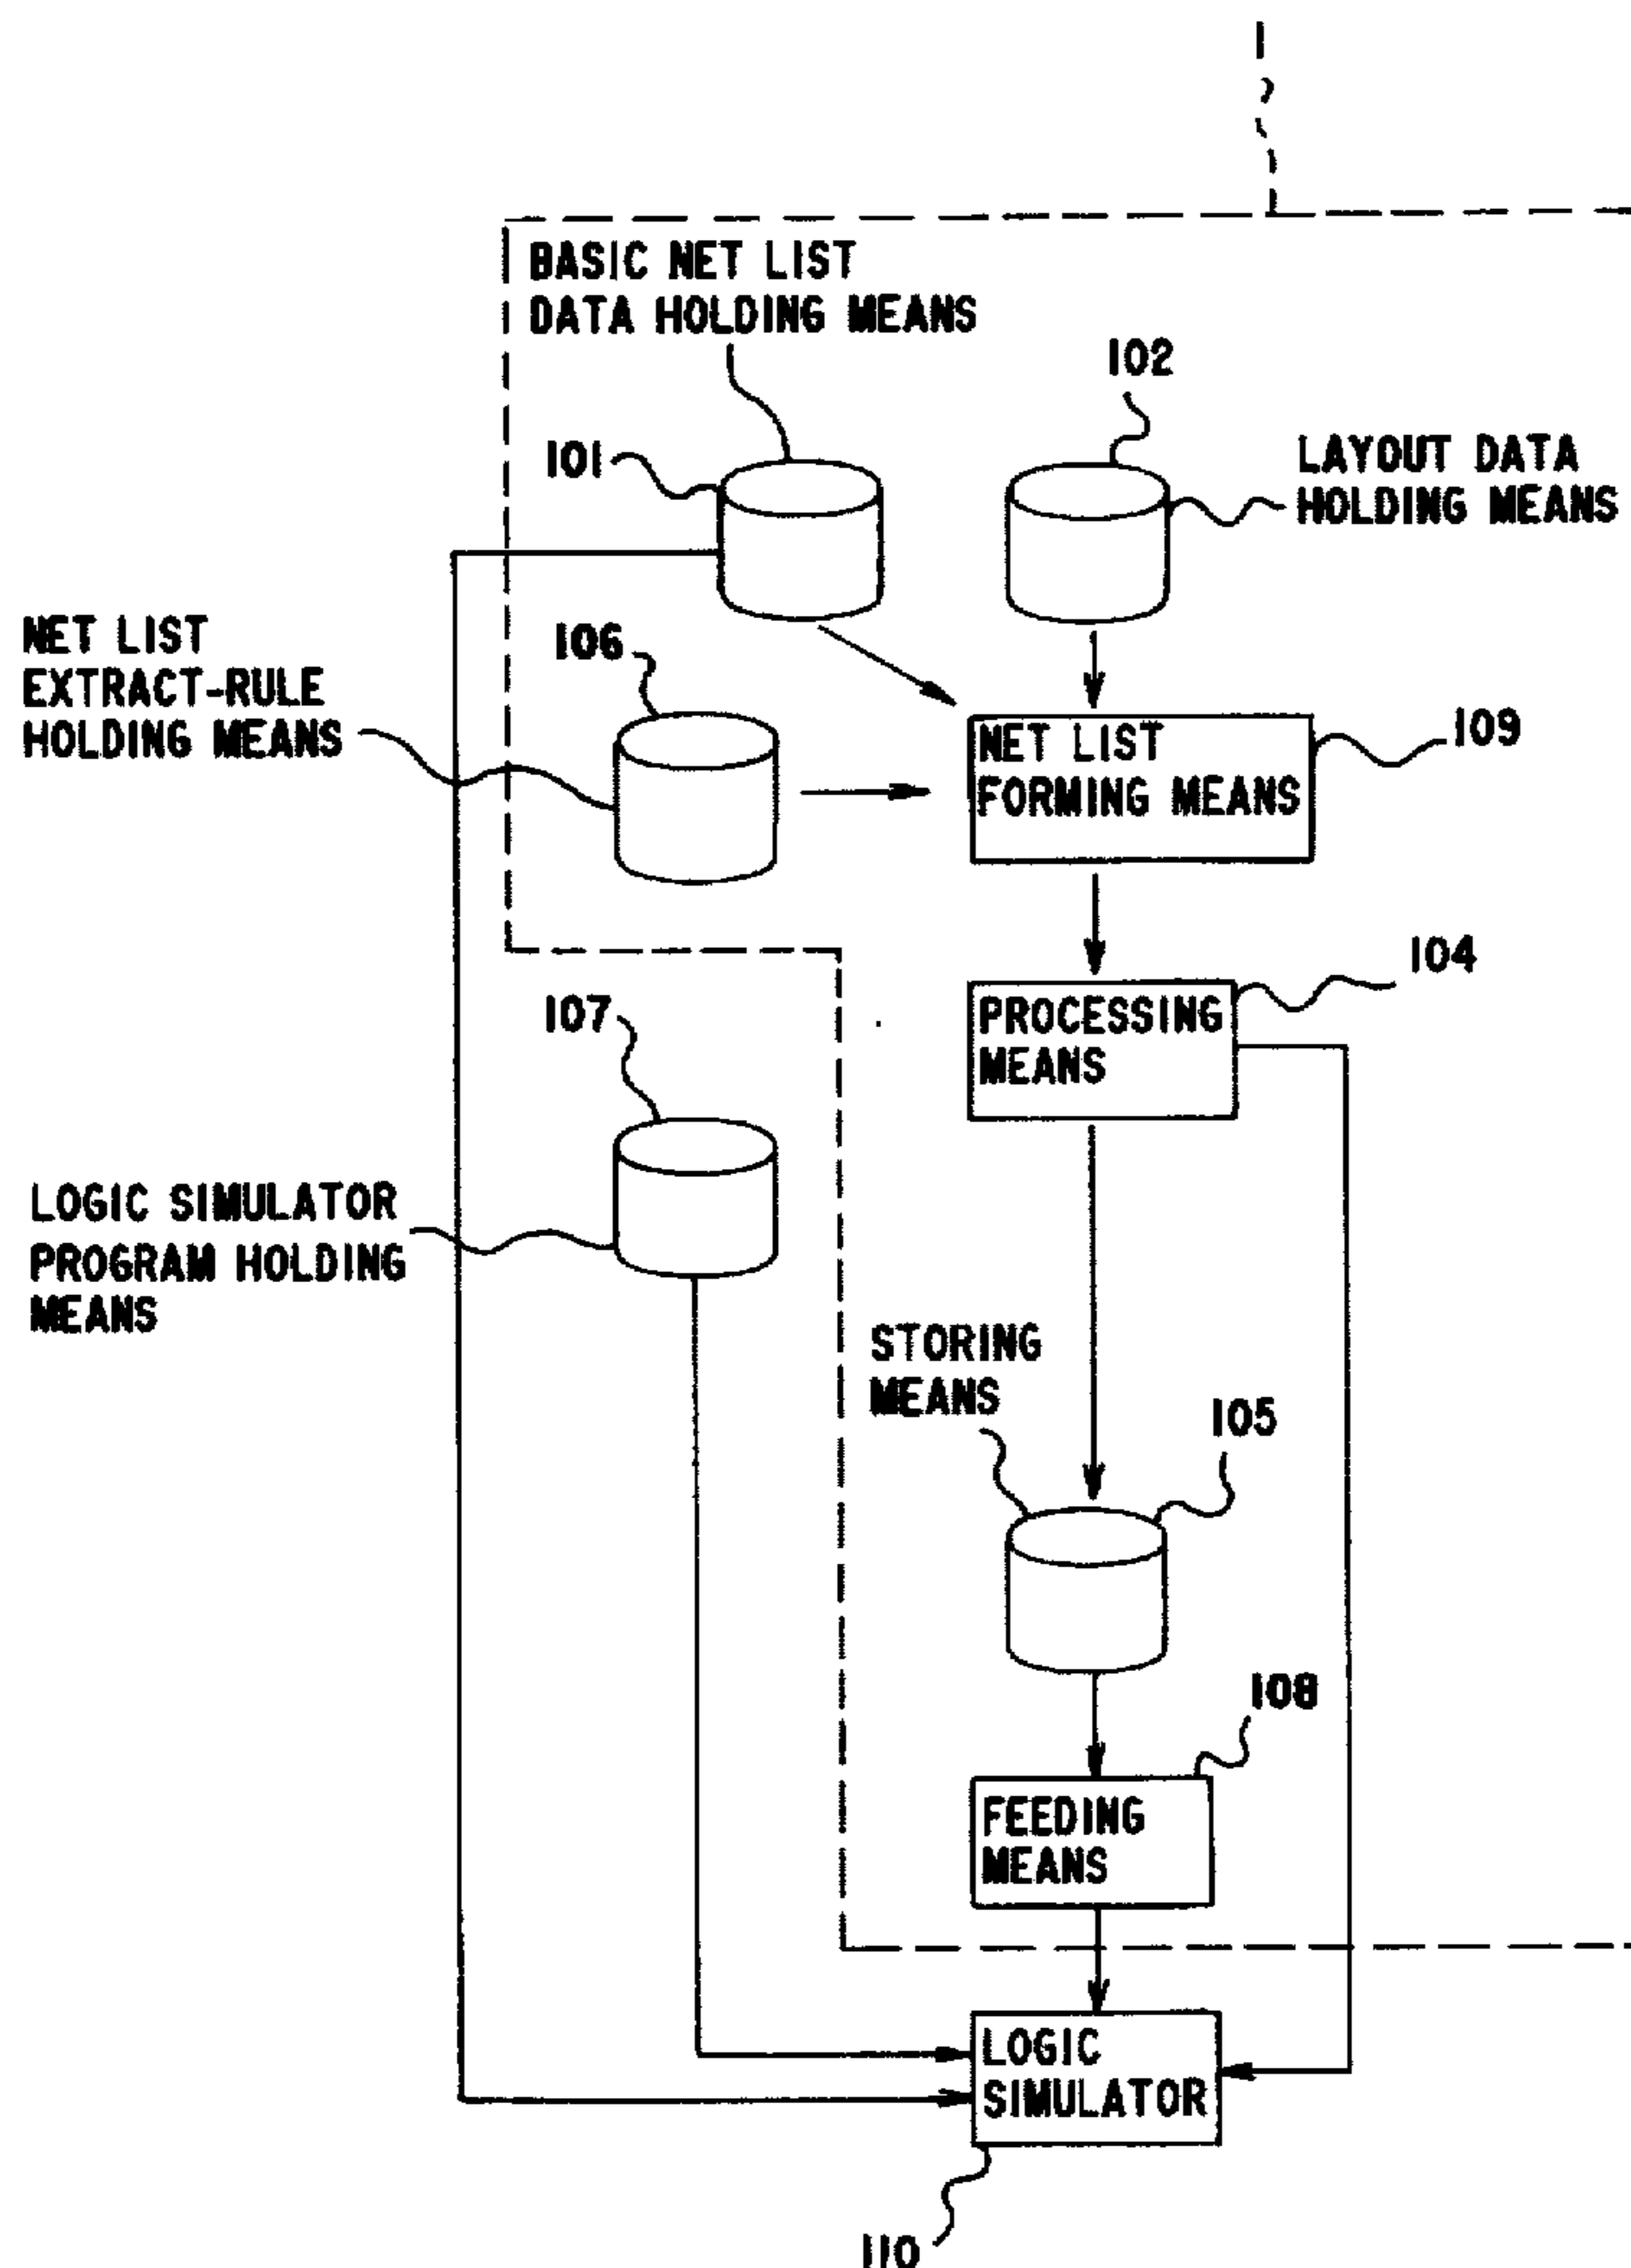 1
BASIC NET LIST
DATA HOLDING MEANS
102
101
LAYOUT DATA
HOLDING MEANS
NET LIST
EXTRACT-RULE
HOLDING MEANS
106
NET LIST
FORMING MEANS
109
104
PROCESSING
MEANS
107
LOGIC SIMULATOR
PROGRAM HOLDING
MEANS
STORING
MEANS
105
108
FEEDING
MEANS
LOGIC
SIMULATOR
110